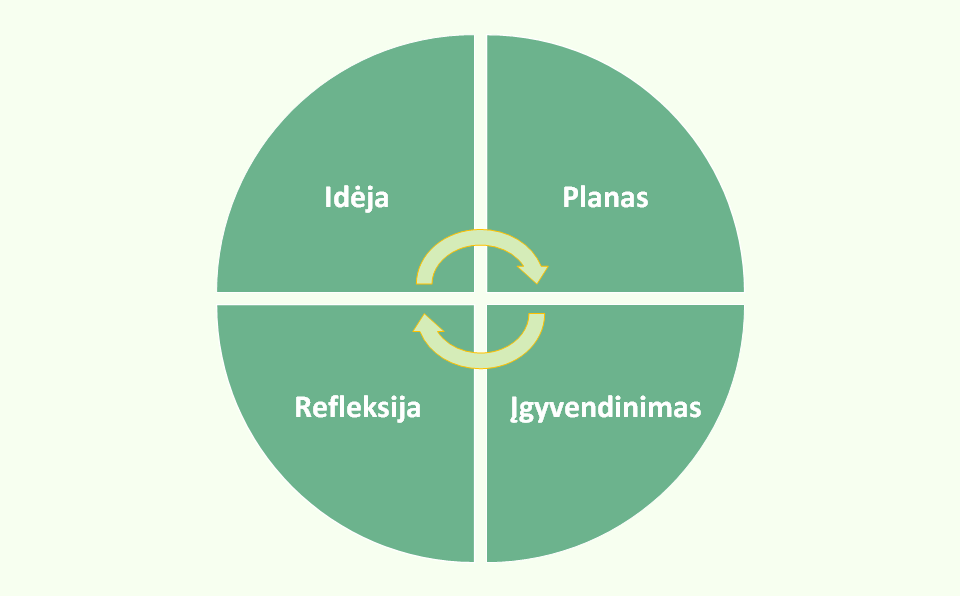 Idėja
Planas
Refleksija
Įgyvendinimas